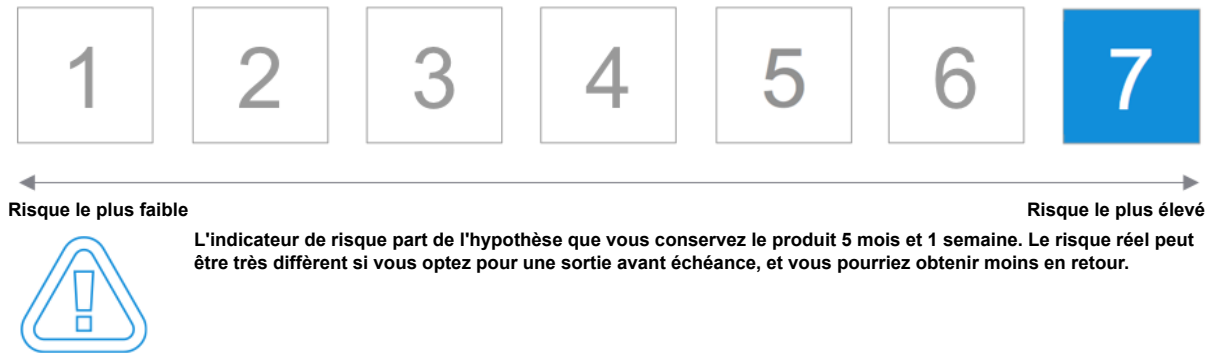 1 2 3 4 5 6 7
Risque le plus faible Risque le plus élevé
L'indicateur de risque part de l'hypothèse que vous conservez le produit 5 mois et 1 semaine. Le risque réel peut
être très diffèrent si vous optez pour une sortie avant échéance, et vous pourriez obtenir moins en retour.